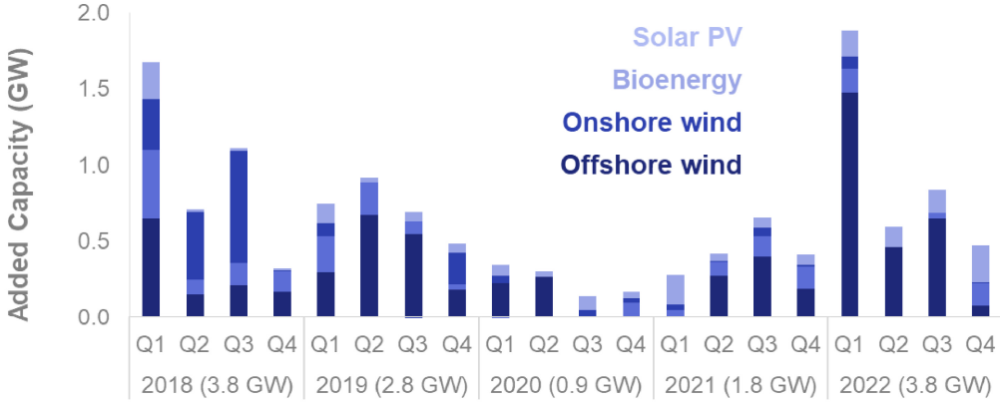 Added Capacity (GW)
2.0
1.5
1.0
0.5
0.0
Solar PV
Bioenergy
Onshore wind
Offshore wind
Q1 Q2 Q3 Q4 Q1 Q2 Q3 Q4 Q1 Q2 Q3 Q4 Q1 Q2 Q3 Q4 Q1 Q2 Q3 Q4
2018 (3.8 GW) 2019 (2.8 GW) 2020 (0.9 GW) 2021 (1.8 GW) 2022 (3.8 GW)